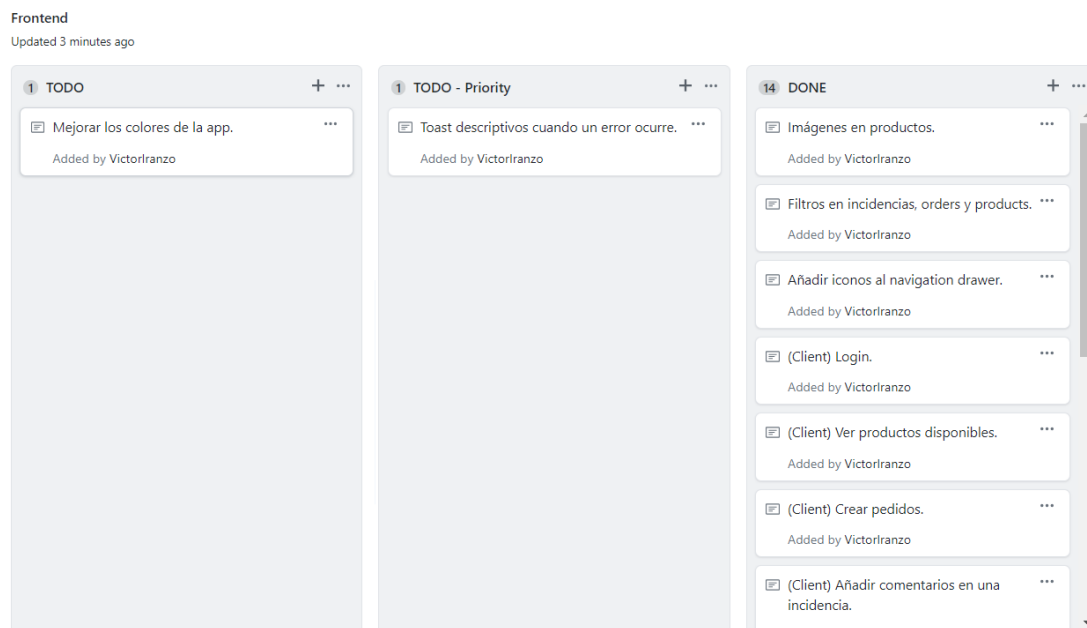 Frontend
Updated 3 minutes ago
1 TODO
Mejorar los colores de la app.
Added by VictorIranzo
1 TODO - Priority
Toast descriptivos cuando un error ocurre.
Added by VictorIranzo
14 DONE
Imágenes en productos.
Added by VictorIranzo
Filtros en incidencias, orders y products.
Added by VictorIranzo
Añadir iconos al navigation drawer.
Added by VictorIranzo
(Client) Login.
Added by VictorIranzo
(Client) Ver productos disponibles.
Added by VictorIranzo
(Client) Crear pedidos.
Added by VictorIranzo
(Client) Añadir comentarios en una
incidencia.